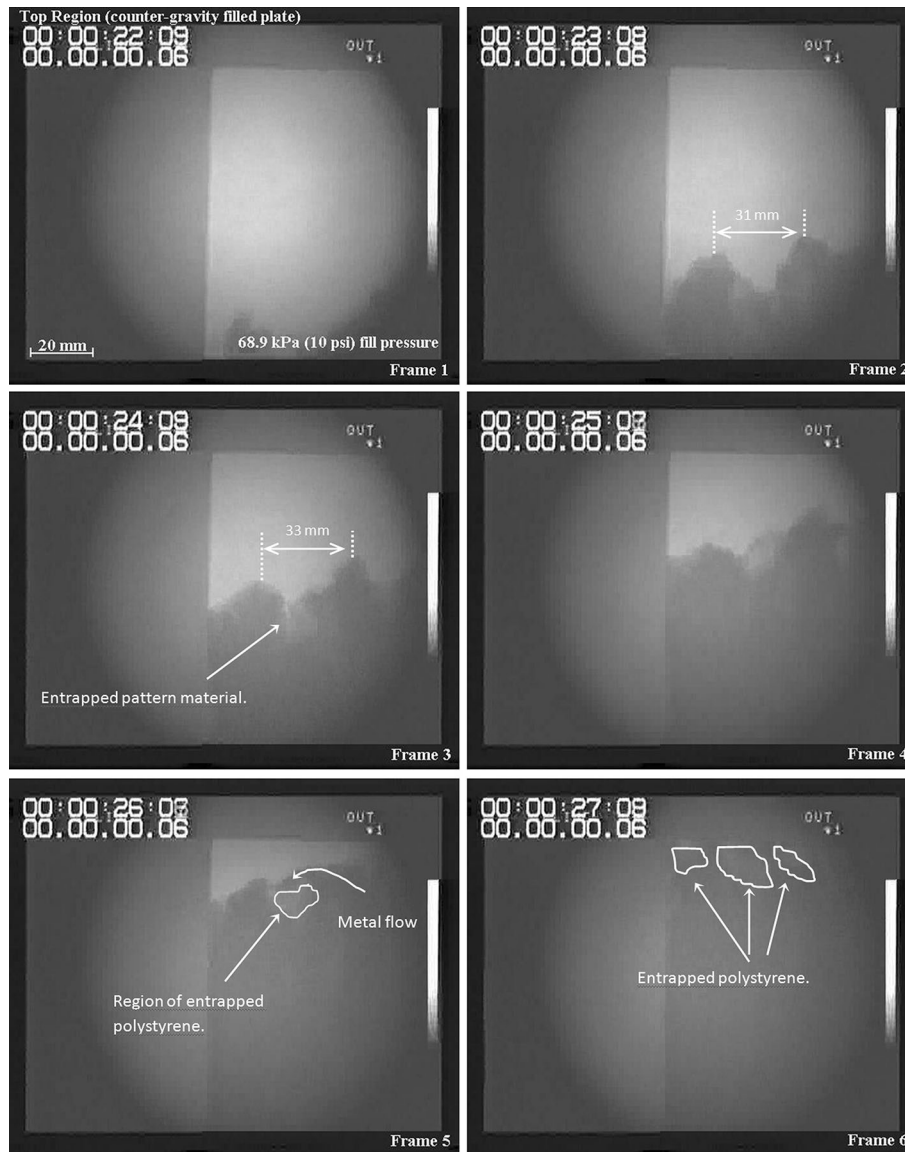 Top Region (counter-gravity filled plate)
00:00:22:09
00.00.00.06
OUT
20 mm
68.9 kPa (10 psi) fill pressure
Frame 1
00:00:23:08
00.00.00.06
OUT
31 mm
Frame 2
00:00:24:09
00.00.00.06
OUT
33 mm
Entrapped pattern material.
Frame 3
00.00.00.06
OUT
Frame 4
00.00.00.06
OUT
Metal flow
Region of entrapped
polystyrene.
Frame 5
00.00.00.06
OUT
Entrapped polystyrene.
Frame 6